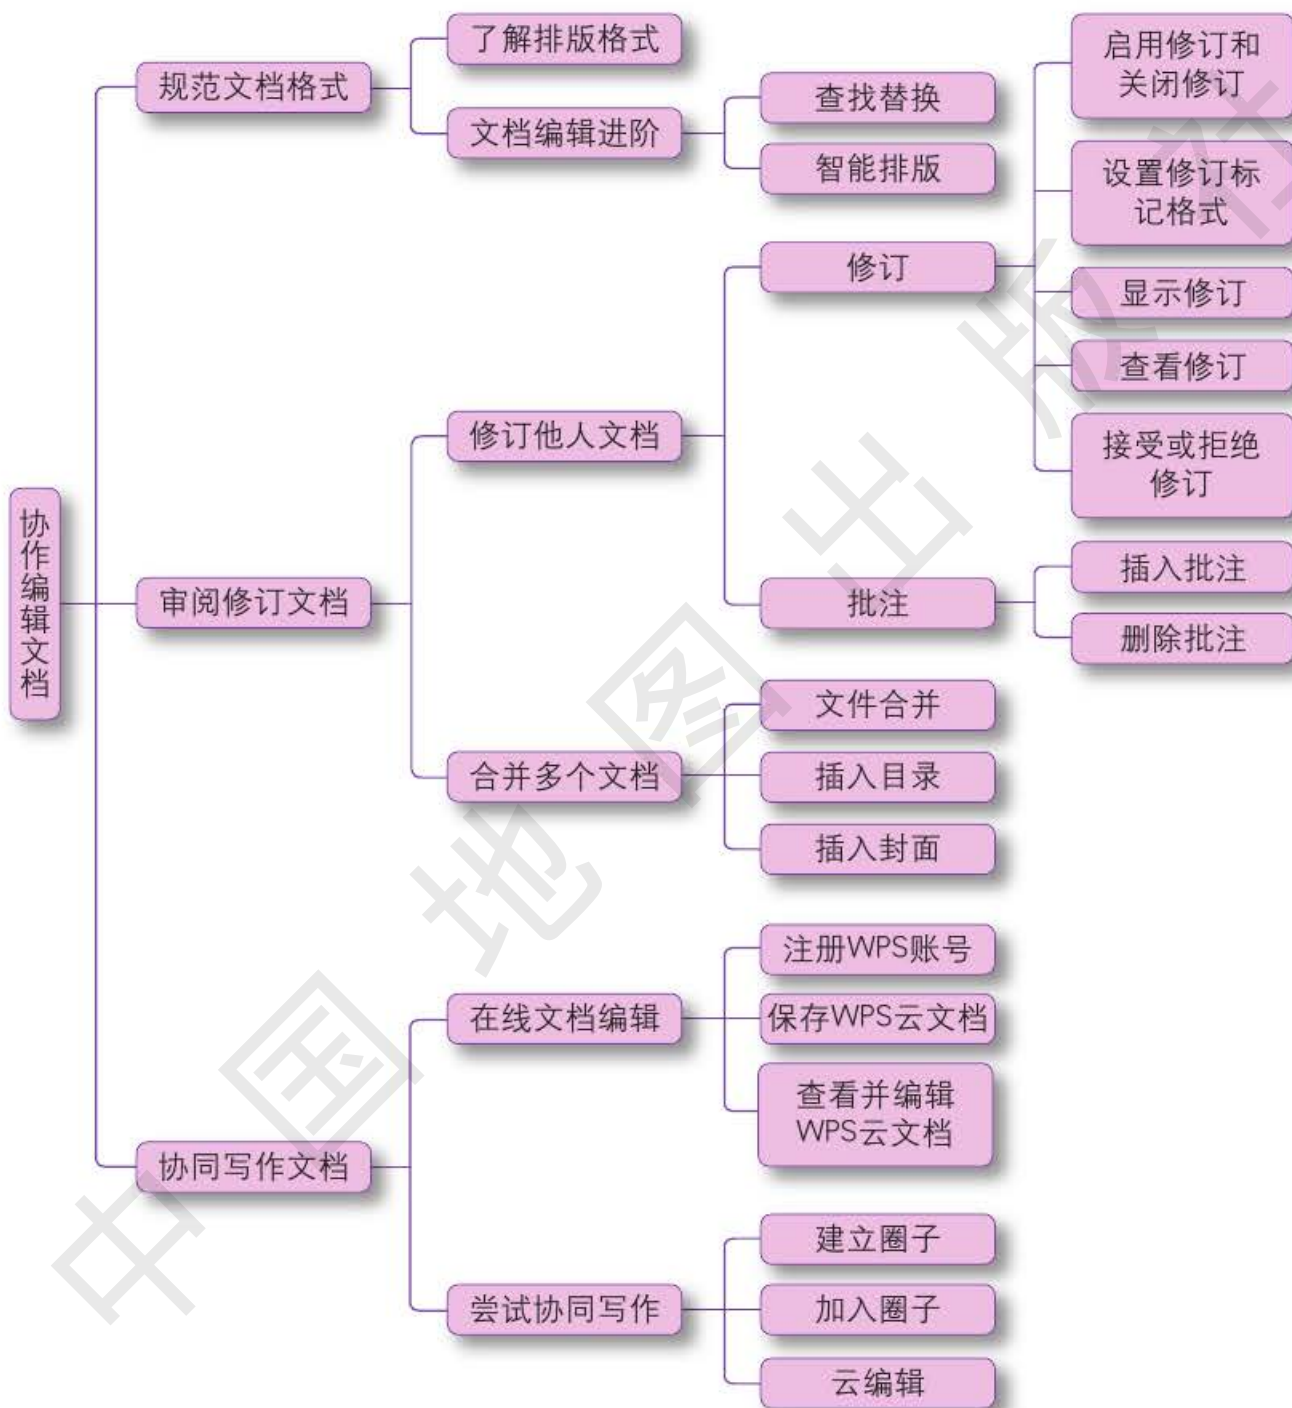 协作编辑文档
规范文档格式
了解排版格式
文档编辑进阶
查找替换
智能排版
审阅修订文档
修订他人文档
修订
启用修订和
关闭修订
设置修订标
记格式
显示修订
查看修订
接受或拒绝
修订
批注
插入批注
删除批注
合并多个文档
文件合并
插入目录
插入封面
协同写作文档
在线文档编辑
注册WPS账号
保存WPS云文档
查看并编辑
WPS云文档
尝试协同写作
建立圈子
加入圈子
云编辑
中国地图出版社